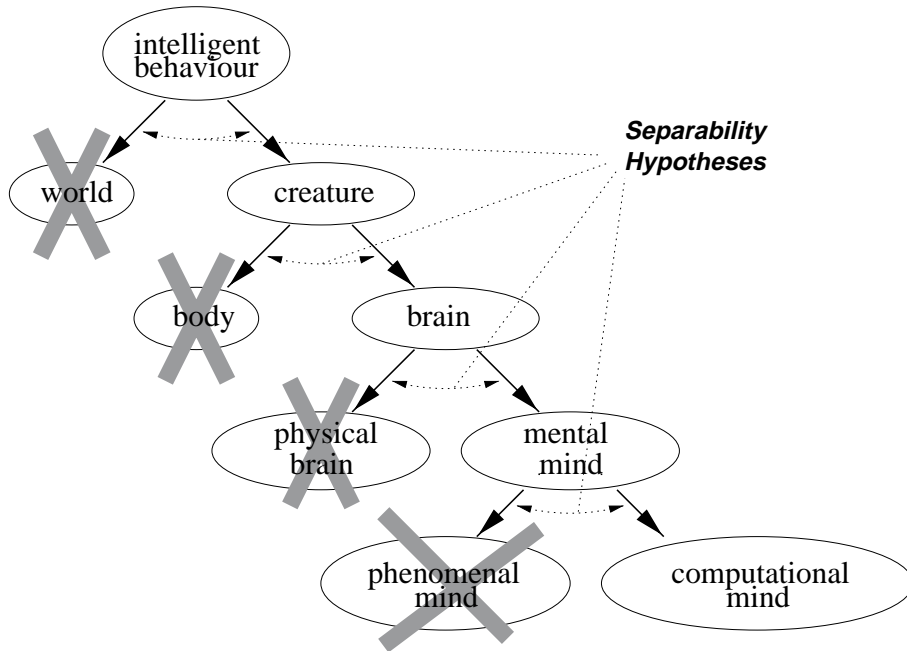 intelligent
behaviour
Separability
Hypotheses
world
creature
body
brain
physical
brain
mental
mind
phenomenal
mind
computational
mind